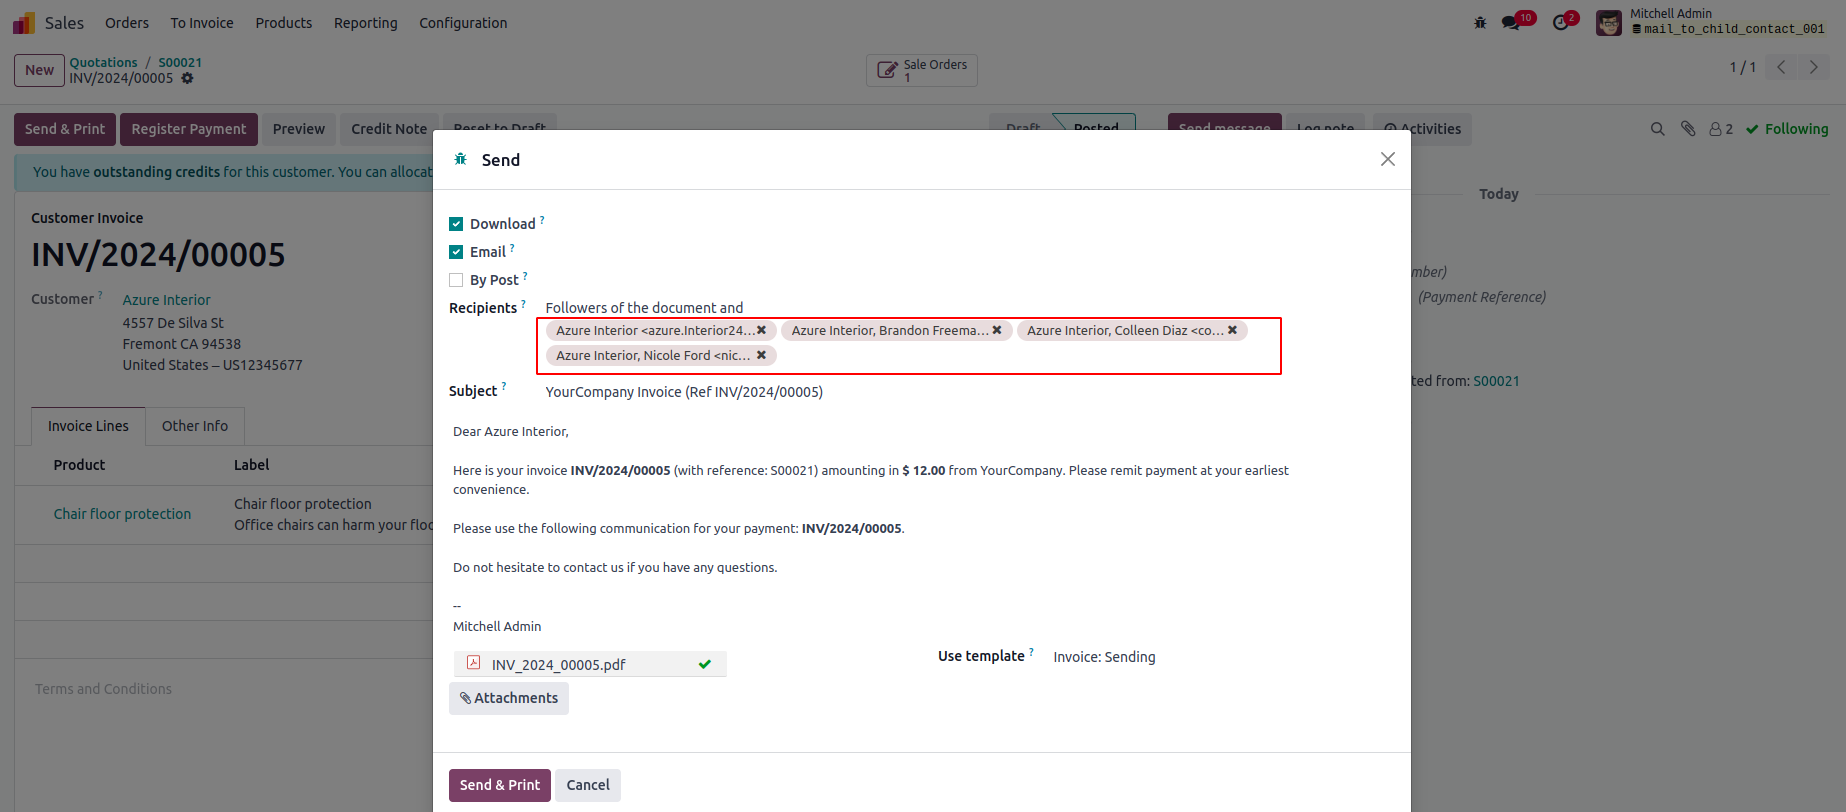 Sales Orders To Invoice Products Reporting Configuration 10 2 Mitchell Admin
mail_to_child_contact_001
New Quotations / S00021 Sale Orders
INV/2024/00005 1 1 / 1
Send & Print Register Payment Preview Credit Note Reset to Draft Draft Posted Send message Log note Activities 2 Following
Send
You have outstanding credits for this customer. You can allocat
Today
Customer Invoice
INV/2024/00005
Customer ? Azure Interior
4557 De Silva St
Fremont CA 94538
United States – US12345677
Invoice Lines Other Info
Product Label
Chair floor protection Chair floor protection
Office chairs can harm your floo
Terms and Conditions
Download ?
Email ?
By Post ?
Recipients ? Followers of the document and
Azure Interior <azure.Interior24... Azure Interior, Brandon Freema... Azure Interior, Colleen Diaz <co...
Azure Interior, Nicole Ford <nic...
Subject ? YourCompany Invoice (Ref INV/2024/00005)
Dear Azure Interior,
Here is your invoice INV/2024/00005 (with reference: S00021) amounting in $ 12.00 from YourCompany. Please remit payment at your earliest
convenience.
Please use the following communication for your payment: INV/2024/00005.
Do not hesitate to contact us if you have any questions.
--
Mitchell Admin
INV_2024_00005.pdf Use template ? Invoice: Sending
Attachments
Send & Print Cancel
mber)
(Payment Reference)
ted from: S00021